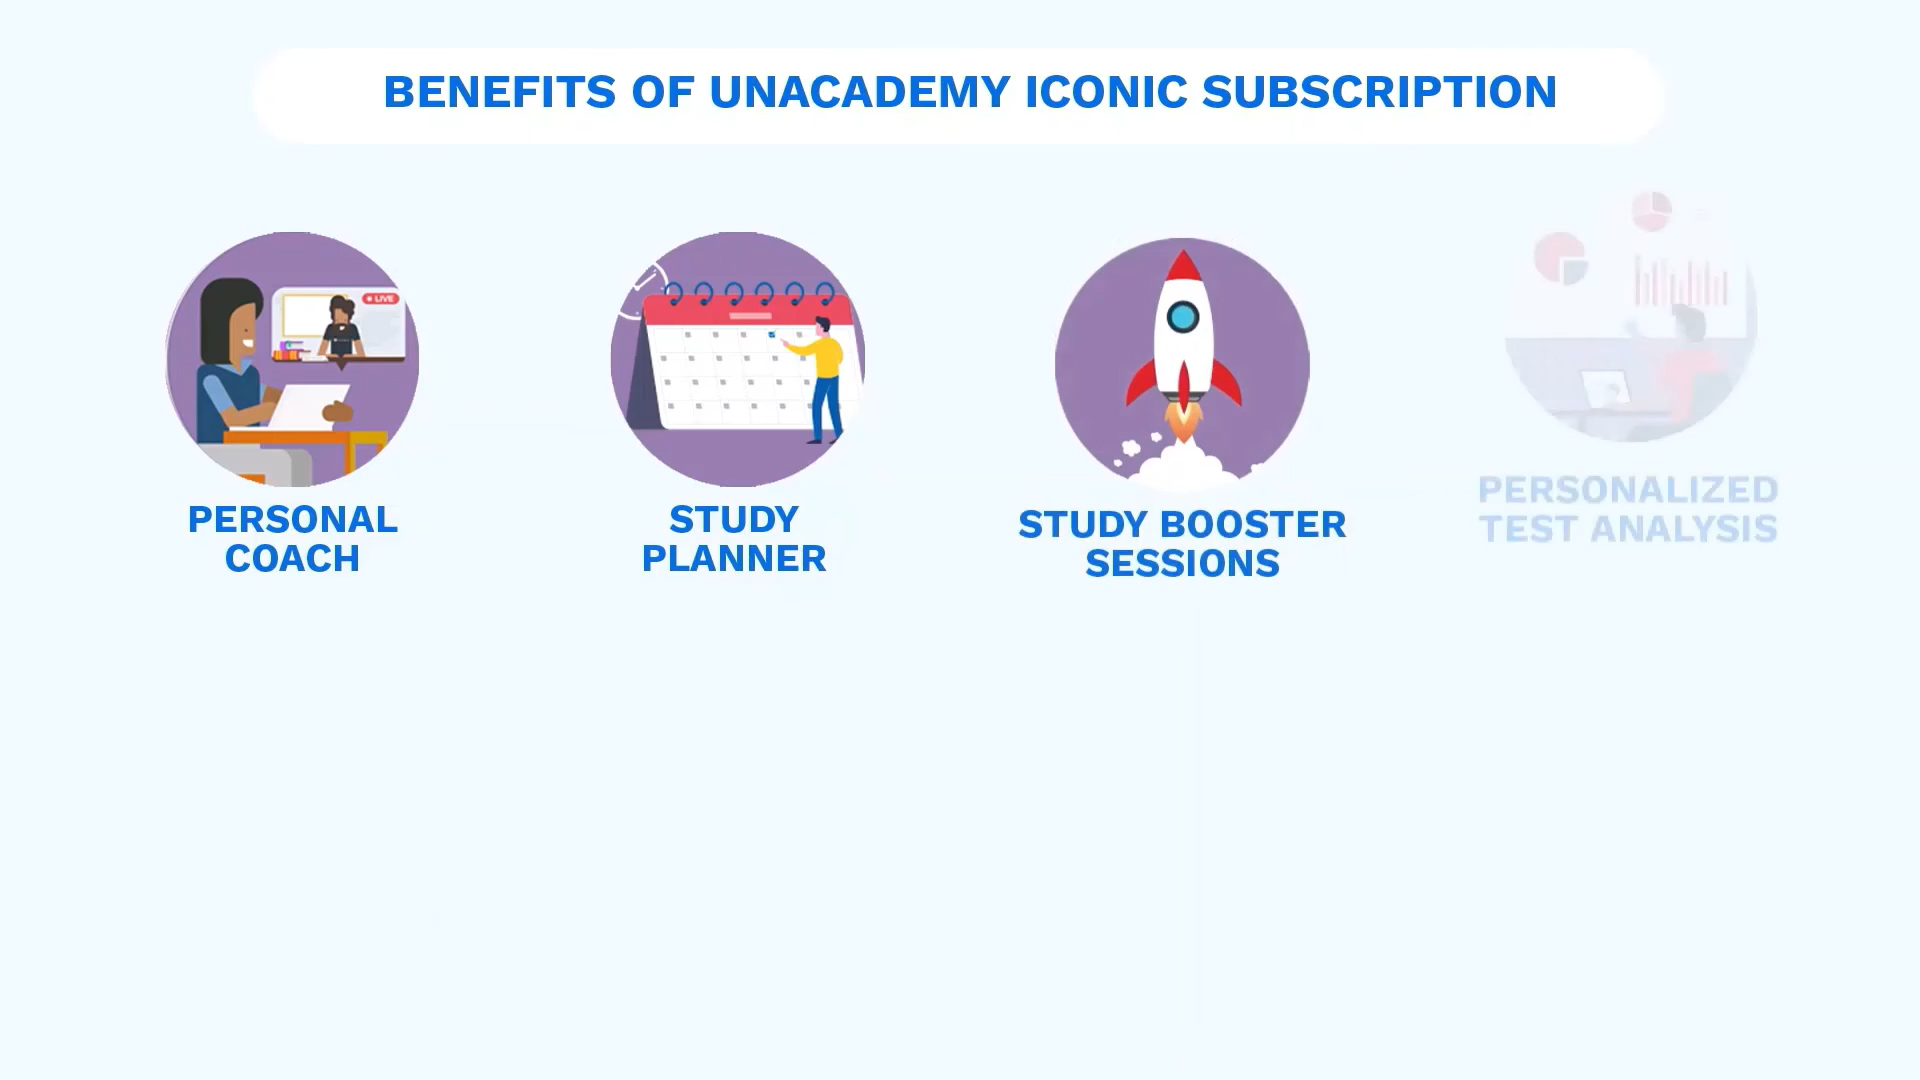 BENEFITS OF UNACADEMY ICONIC SUBSCRIPTION
LIVE
PERSONAL
COACH
STUDY
PLANNER
STUDY BOOSTER
SESSIONS
PERSONALIZED
TEST ANALYSIS